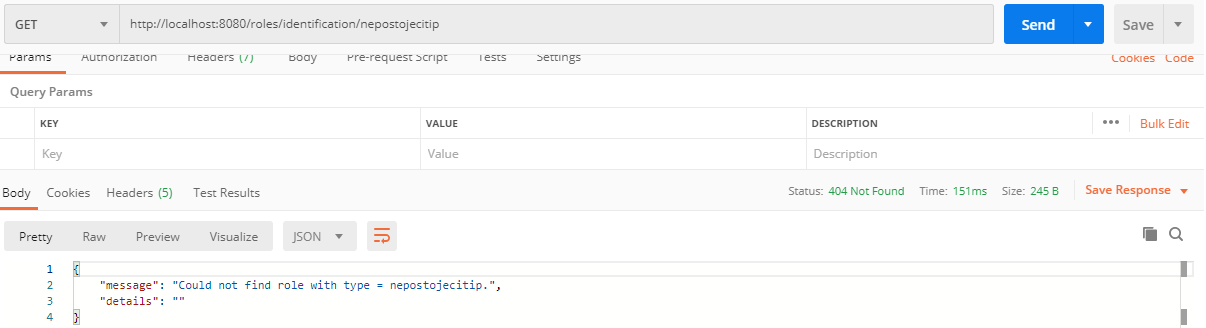 GET http://localhost:8080/roles/identification/nepostojecitip Send Save
Params Authorization Headers (7) Body Pre-request Script Tests Settings Cookies Code
Query Params
KEY VALUE DESCRIPTION ••• Bulk Edit
Key Value Description
Body Cookies Headers (5) Test Results Status: 404 Not Found Time: 151ms Size: 245 B Save Response
Pretty Raw Preview Visualize JSON
1 {
2 "message": "Could not find role with type = nepostojecitip.",
3 "details": ""
4 }